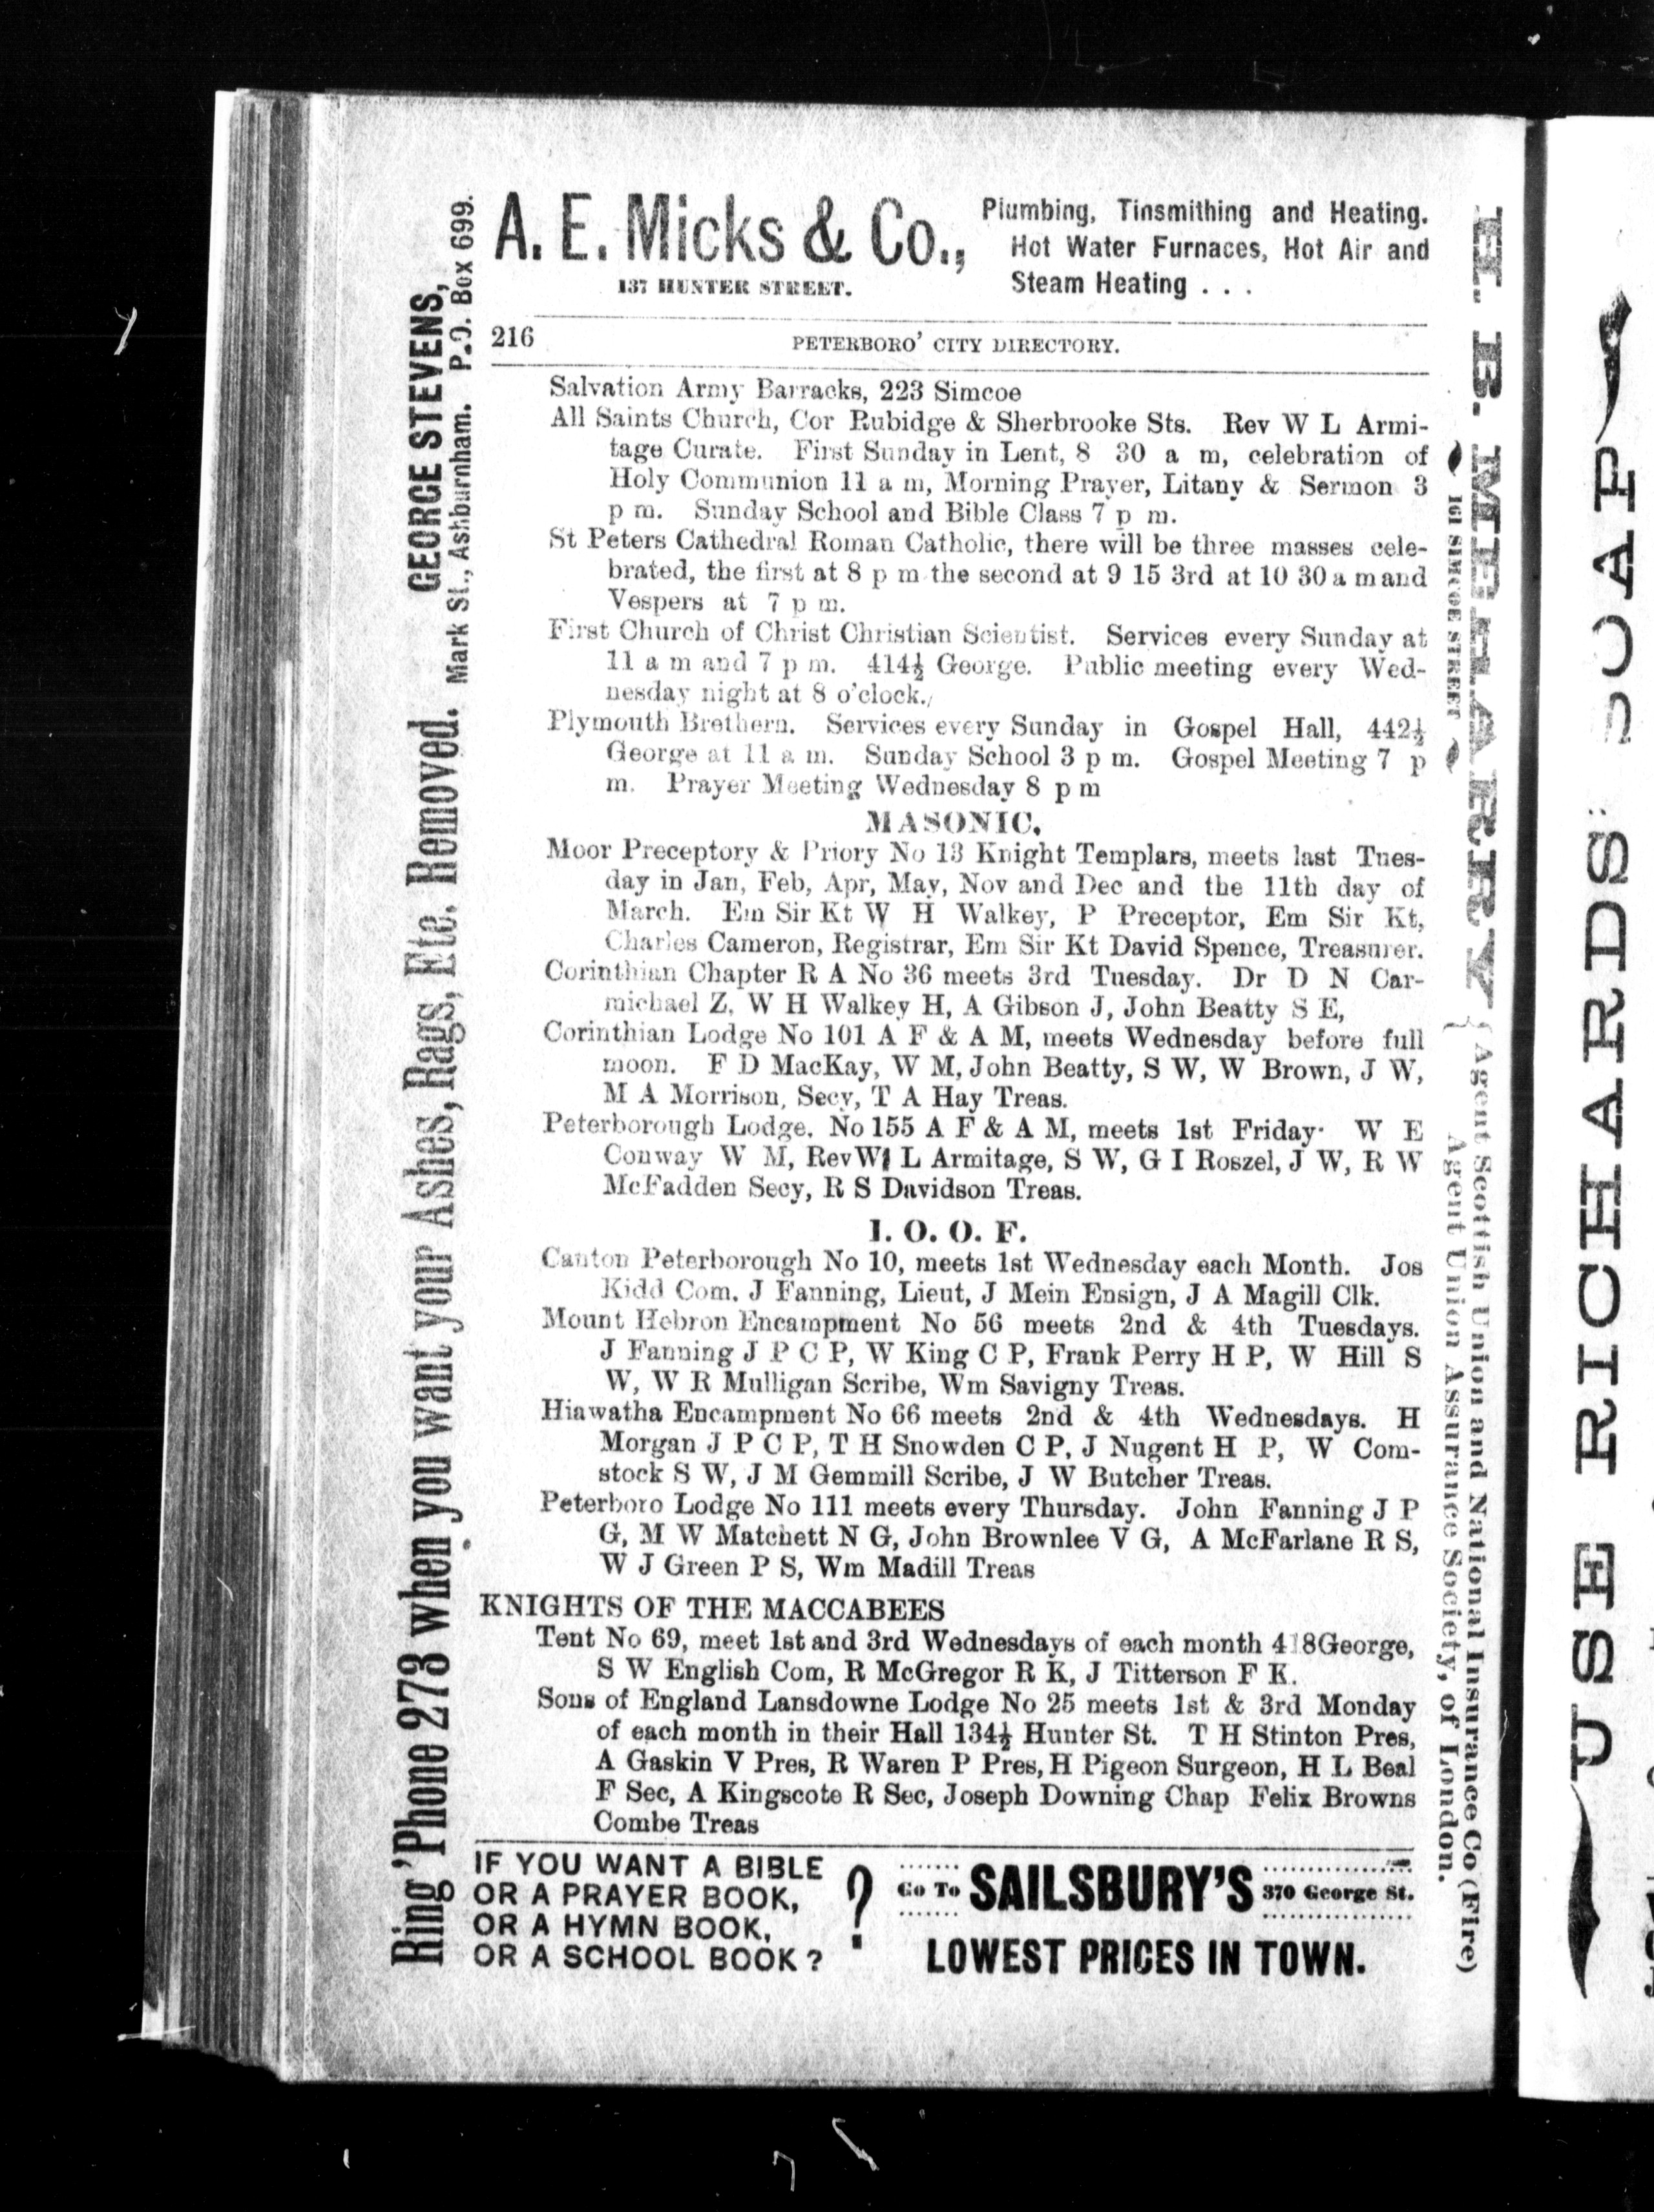 A. E. Micks & Co.,
137 HUNTER STREET.
Plumbing, Tinsmithing and Heating.
Hot Water Furnaces, Hot Air and
Steam Heating . . .
216
PETERBORO' CITY DIRECTORY.
Salvation Army Barracks, 223 Simcoe
All Saints Church, Cor Rubidge & Sherbrooke Sts. Rev W L Armi-
tage Curate. First Sunday in Lent, 8 30 a m, celebration of
Holy Communion 11 a m, Morning Prayer, Litany & Sermon 3
p m. Sunday School and Bible Class 7 p m.
St Peters Cathedral Roman Catholic, there will be three masses cele-
brated, the first at 8 p m the second at 9 15 3rd at 10 30 a m and
Vespers at 7 p m.
First Church of Christ Christian Scientist. Services every Sunday at
11 a m and 7 p m. 414½ George. Public meeting every Wed-
nesday night at 8 o'clock.
Plymouth Brethern. Services every Sunday in Gospel Hall, 442½
George at 11 a m. Sunday School 3 p m. Gospel Meeting 7 p
m. Prayer Meeting Wednesday 8 p m
MASONIC.
Moor Preceptory & Priory No 13 Knight Templars, meets last Tues-
day in Jan, Feb, Apr, May, Nov and Dec and the 11th day of
March. Em Sir Kt W H Walkey, P Preceptor, Em Sir Kt,
Charles Cameron, Registrar, Em Sir Kt David Spence, Treasurer.
Corinthian Chapter R A No 36 meets 3rd Tuesday. Dr D N Car-
michael Z, W H Walkey H, A Gibson J, John Beatty S E,
Corinthian Lodge No 101 A F & A M, meets Wednesday before full
moon. F D MacKay, W M, John Beatty, S W, W Brown, J W,
M A Morrison, Secy, T A Hay Treas.
Peterborough Lodge, No 155 A F & A M, meets 1st Friday· W E
Conway W M, Rev W L Armitage, S W, G I Roszel, J W, R W
McFadden Secy, R S Davidson Treas.
I. O. O. F.
Canton Peterborough No 10, meets 1st Wednesday each Month. Jos
Kidd Com, J Fanning, Lieut, J Mein Ensign, J A Magill Clk.
Mount Hebron Encampment No 56 meets 2nd & 4th Tuesdays.
J Fanning J P C P, W King C P, Frank Perry H P, W Hill S
W, W R Mulligan Scribe, Wm Savigny Treas.
Hiawatha Encampment No 66 meets 2nd & 4th Wednesdays. H
Morgan J P C P, T H Snowden C P, J Nugent H P, W Com-
stock S W, J M Gemmill Scribe, J W Butcher Treas.
Peterboro Lodge No 111 meets every Thursday. John Fanning J P
G, M W Matchett N G, John Brownlee V G, A McFarlane R S,
W J Green P S, Wm Madill Treas
KNIGHTS OF THE MACCABEES
Tent No 69, meet 1st and 3rd Wednesdays of each month 418 George,
S W English Com, R McGregor R K, J Titterson F K.
Sons of England Lansdowne Lodge No 25 meets 1st & 3rd Monday
of each month in their Hall 134½ Hunter St. T H Stinton Pres,
A Gaskin V Pres, R Waren P Pres, H Pigeon Surgeon, H L Beal
F Sec, A Kingscote R Sec, Joseph Downing Chap Felix Browns
Combe Treas
IF YOU WANT A BIBLE
OR A PRAYER BOOK,
OR A HYMN BOOK,
OR A SCHOOL BOOK ?
?
Go To SAILSBURY'S 370 George St.
LOWEST PRICES IN TOWN.
Ring 'Phone 273 when you want your Ashes, Rags, Etc. Removed.
GEORGE STEVENS,
Mark St., Ashburnham. P.O. Box 699.
161 SIMCOE STREET
{ Agent Scottish Union and National Insurance Co (Fire)
Agent Union Assurance Society, of London.
USE RICHARDS' SOAP